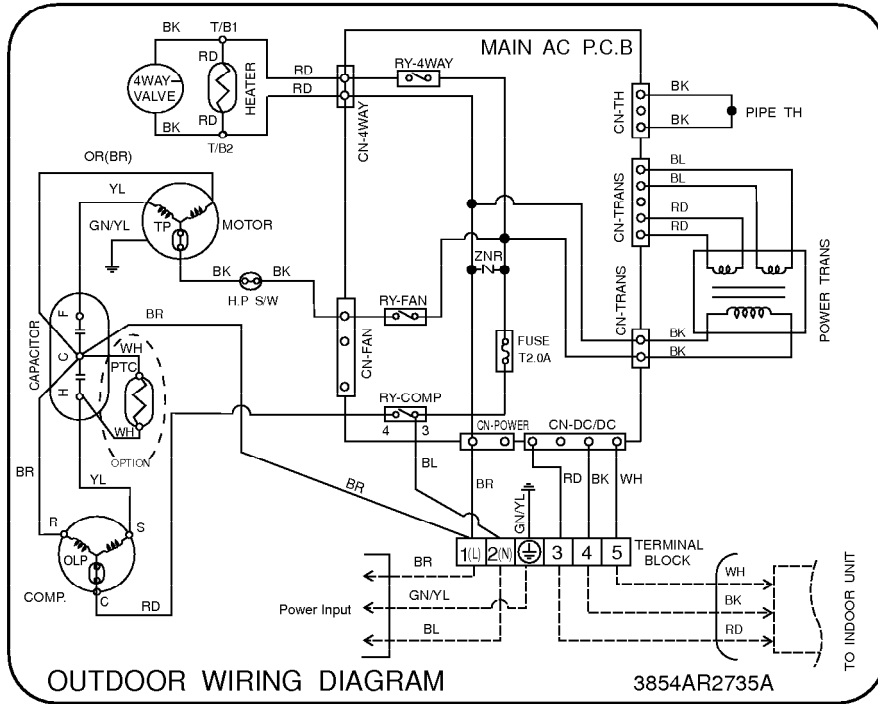 BK
T/B1
RD
4WAY
VALVE
HEATER
RD
BK
T/B2
RD
RD
CN-4WAY
RY-4WAY
MAIN AC P.C.B
CN-TH
BK
BK
PIPE TH
OR(BR)
YL
GN/YL
TP
MOTOR
BK
BK
H.P S/W
CN-TRANS
BL
BL
RD
RD
POWER TRANS
ZNR
CN-TRANS
BK
BK
RY-FAN
CN-FAN
FUSE
T2.0A
CAPACITOR
F
C
H
BR
WH
PTC
WH
OPTION
RY-COMP
4 3
CN-POWER
CN-DC/DC
BR
YL
BR
BL
BR
GN/YL
RD
BK
WH
R
S
OLP
C
COMP.
RD
1(L)
2(N)
3
4
5
TERMINAL
BLOCK
BR
GN/YL
Power Input
BL
WH
BK
RD
TO INDOOR UNIT
OUTDOOR WIRING DIAGRAM
3854AR2735A